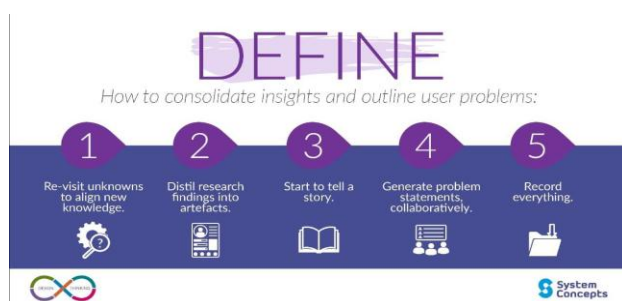 DEFINE
How to consolidate insights and outline user problems:
1
Re-visit unknowns
to align new
knowledge.
2
Distil research
findings into
artefacts.
3
Start to tell a
story.
4
Generate problem
statements,
collaboratively.
5
Record
everything.
?
DESIGN THINKING
System
Concepts